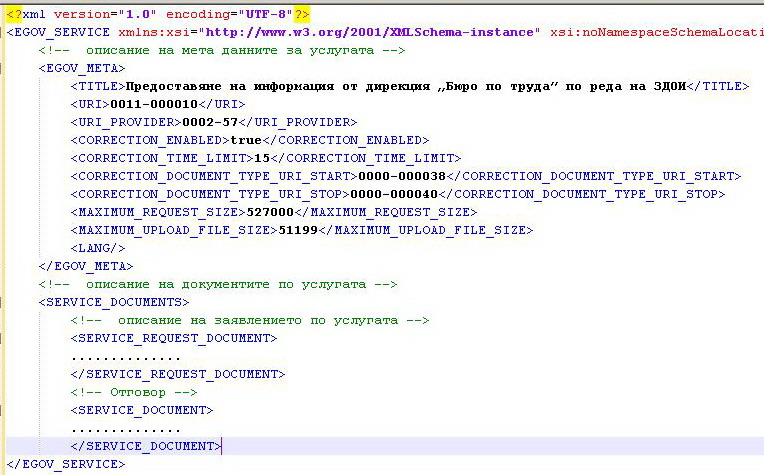 <?xml version="1.0" encoding="UTF-8"?>
<EGOV_SERVICE xmlns:xsi="http://www.w3.org/2001/XMLSchema-instance" xsi:noNamespaceSchemaLocati
<!-- описание на мета данните за услугата -->
<EGOV_META>
<TITLE>Предоставяне на информация от дирекция „Бюро по труда” по реда на ЗДОИ</TITLE>
<URI>0011-000010</URI>
<URI_PROVIDER>0002-57</URI_PROVIDER>
<CORRECTION_ENABLED>true</CORRECTION_ENABLED>
<CORRECTION_TIME_LIMIT>15</CORRECTION_TIME_LIMIT>
<CORRECTION_DOCUMENT_TYPE_URI_START>0000-000038</CORRECTION_DOCUMENT_TYPE_URI_START>
<CORRECTION_DOCUMENT_TYPE_URI_STOP>0000-000040</CORRECTION_DOCUMENT_TYPE_URI_STOP>
<MAXIMUM_REQUEST_SIZE>527000</MAXIMUM_REQUEST_SIZE>
<MAXIMUM_UPLOAD_FILE_SIZE>51199</MAXIMUM_UPLOAD_FILE_SIZE>
<LANG/>
</EGOV_META>
<!-- описание на документите по услугата -->
<SERVICE_DOCUMENTS>
<!-- описание на заявлението по услугата -->
<SERVICE_REQUEST_DOCUMENT>
..............
</SERVICE_REQUEST_DOCUMENT>
<!-- Отговор -->
<SERVICE_DOCUMENT>
..............
</SERVICE_DOCUMENT>
</EGOV_SERVICE>